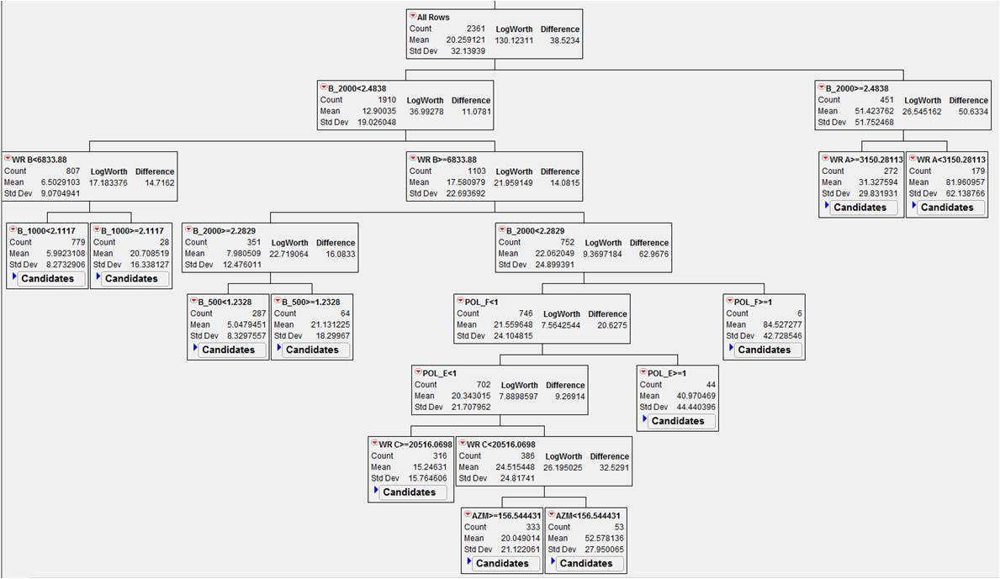 All Rows
Count 2361 LogWorth Difference
Mean 20.259121 130.12311 38.5234
Std Dev 32.13939
B_2000<2.4838
Count 1910 LogWorth Difference
Mean 12.90035 36.99278 11.0781
Std Dev 19.026048
B_2000>=2.4838
Count 451 LogWorth Difference
Mean 51.423762 26.545162 50.6334
Std Dev 51.752468
WR B<6833.88
Count 807 LogWorth Difference
Mean 6.5029103 17.183376 14.7162
Std Dev 9.0704941
WR B>=6833.88
Count 1103 LogWorth Difference
Mean 17.580979 21.959149 14.0815
Std Dev 22.693692
WR A>=3150.28113
Count 272
Mean 31.327594
Std Dev 29.831931
Candidates
WR A<3150.28113
Count 179
Mean 81.960957
Std Dev 62.138766
Candidates
B_1000<2.1117
Count 779
Mean 5.9923108
Std Dev 8.2732906
Candidates
B_1000>=2.1117
Count 28
Mean 20.708519
Std Dev 16.338127
Candidates
B_2000>=2.2829
Count 351 LogWorth Difference
Mean 7.980509 22.719064 16.0833
Std Dev 12.476011
B_2000<2.2829
Count 752 LogWorth Difference
Mean 22.062049 9.3697184 62.9676
Std Dev 24.899391
B_500<1.2328
Count 287
Mean 5.0479451
Std Dev 8.3297557
Candidates
B_500>=1.2328
Count 64
Mean 21.131225
Std Dev 18.29967
Candidates
POL_F<1
Count 746 LogWorth Difference
Mean 21.559648 7.5642544 20.6275
Std Dev 24.104815
POL_F>=1
Count 6
Mean 84.527277
Std Dev 42.728546
Candidates
POL_E<1
Count 702 LogWorth Difference
Mean 20.343015 7.8898597 9.26914
Std Dev 21.707962
POL_E>=1
Count 44
Mean 40.970469
Std Dev 44.440396
Candidates
WR C>=20516.0698
Count 316
Mean 15.24631
Std Dev 15.764606
Candidates
WR C<20516.0698
Count 386 LogWorth Difference
Mean 24.515448 26.195025 32.5291
Std Dev 24.81741
AZM>=156.544431
Count 333
Mean 20.049014
Std Dev 21.122061
Candidates
AZM<156.544431
Count 53
Mean 52.578136
Std Dev 27.950065
Candidates